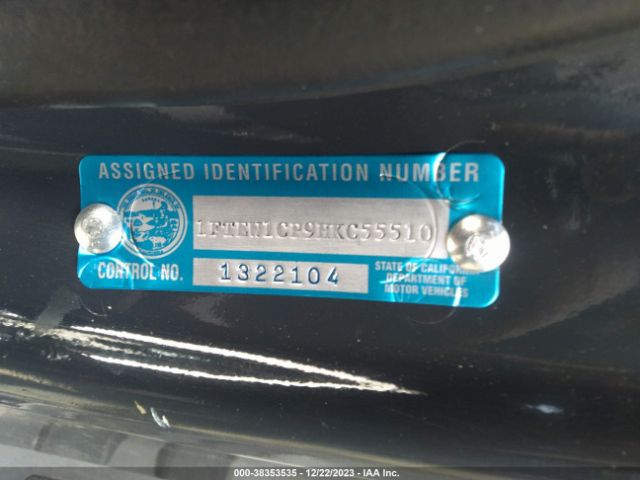 ASSIGNED IDENTIFICATION NUMBER
1FTEW1CP9HKC55510
CONTROL NO. 1322104
STATE OF CALIFORNIA
DEPARTMENT OF
MOTOR VEHICLES
000-38353535 - 12/22/2023 - IAA Inc.